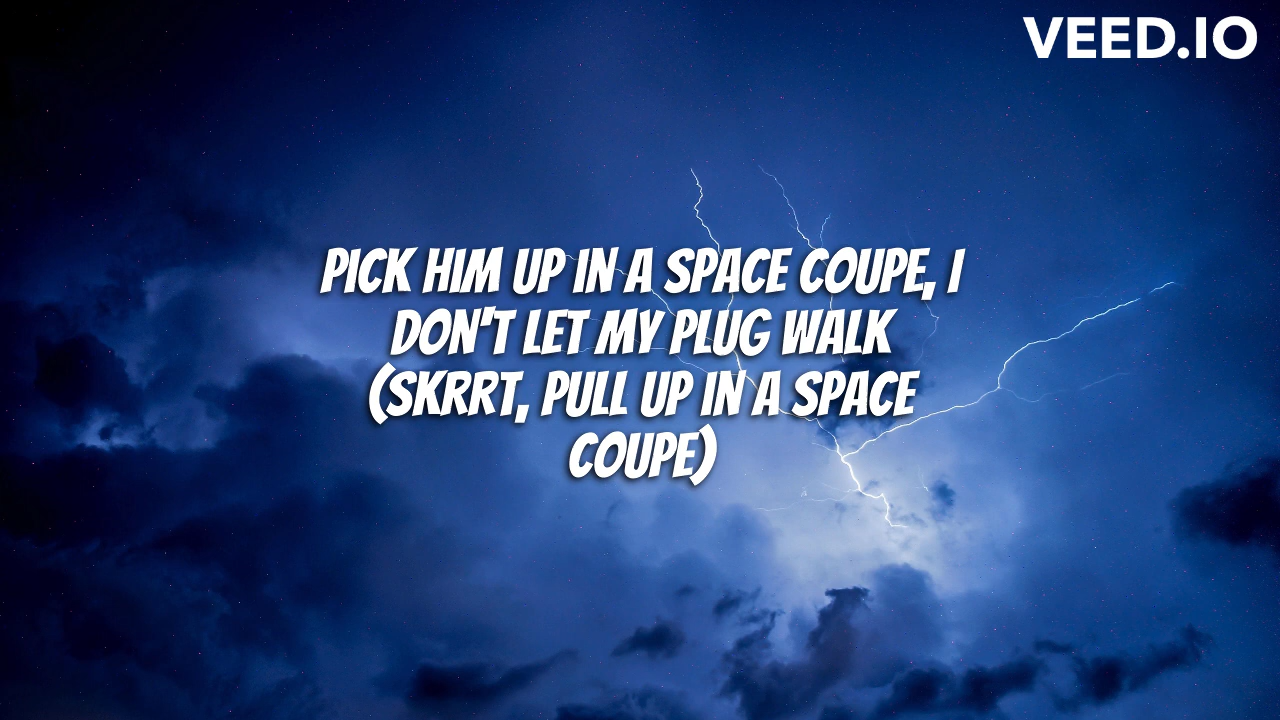 VEED.IO
PICK HIM UP IN A SPACE COUPE, I
DON'T LET MY PLUG WALK
(SKRRT, PULL UP IN A SPACE
COUPE)